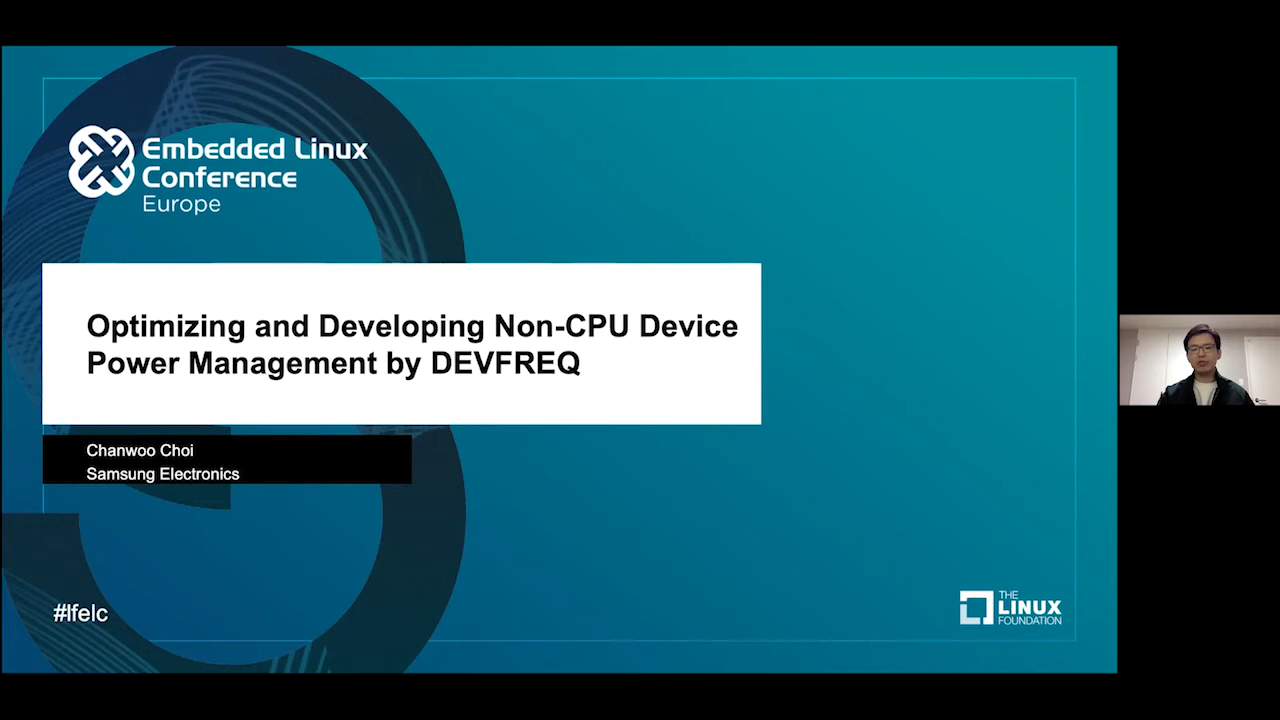 Embedded Linux
Conference
Europe
Optimizing and Developing Non-CPU Device
Power Management by DEVFREQ
Chanwoo Choi
Samsung Electronics
#lfelc
THE
LINUX
FOUNDATION